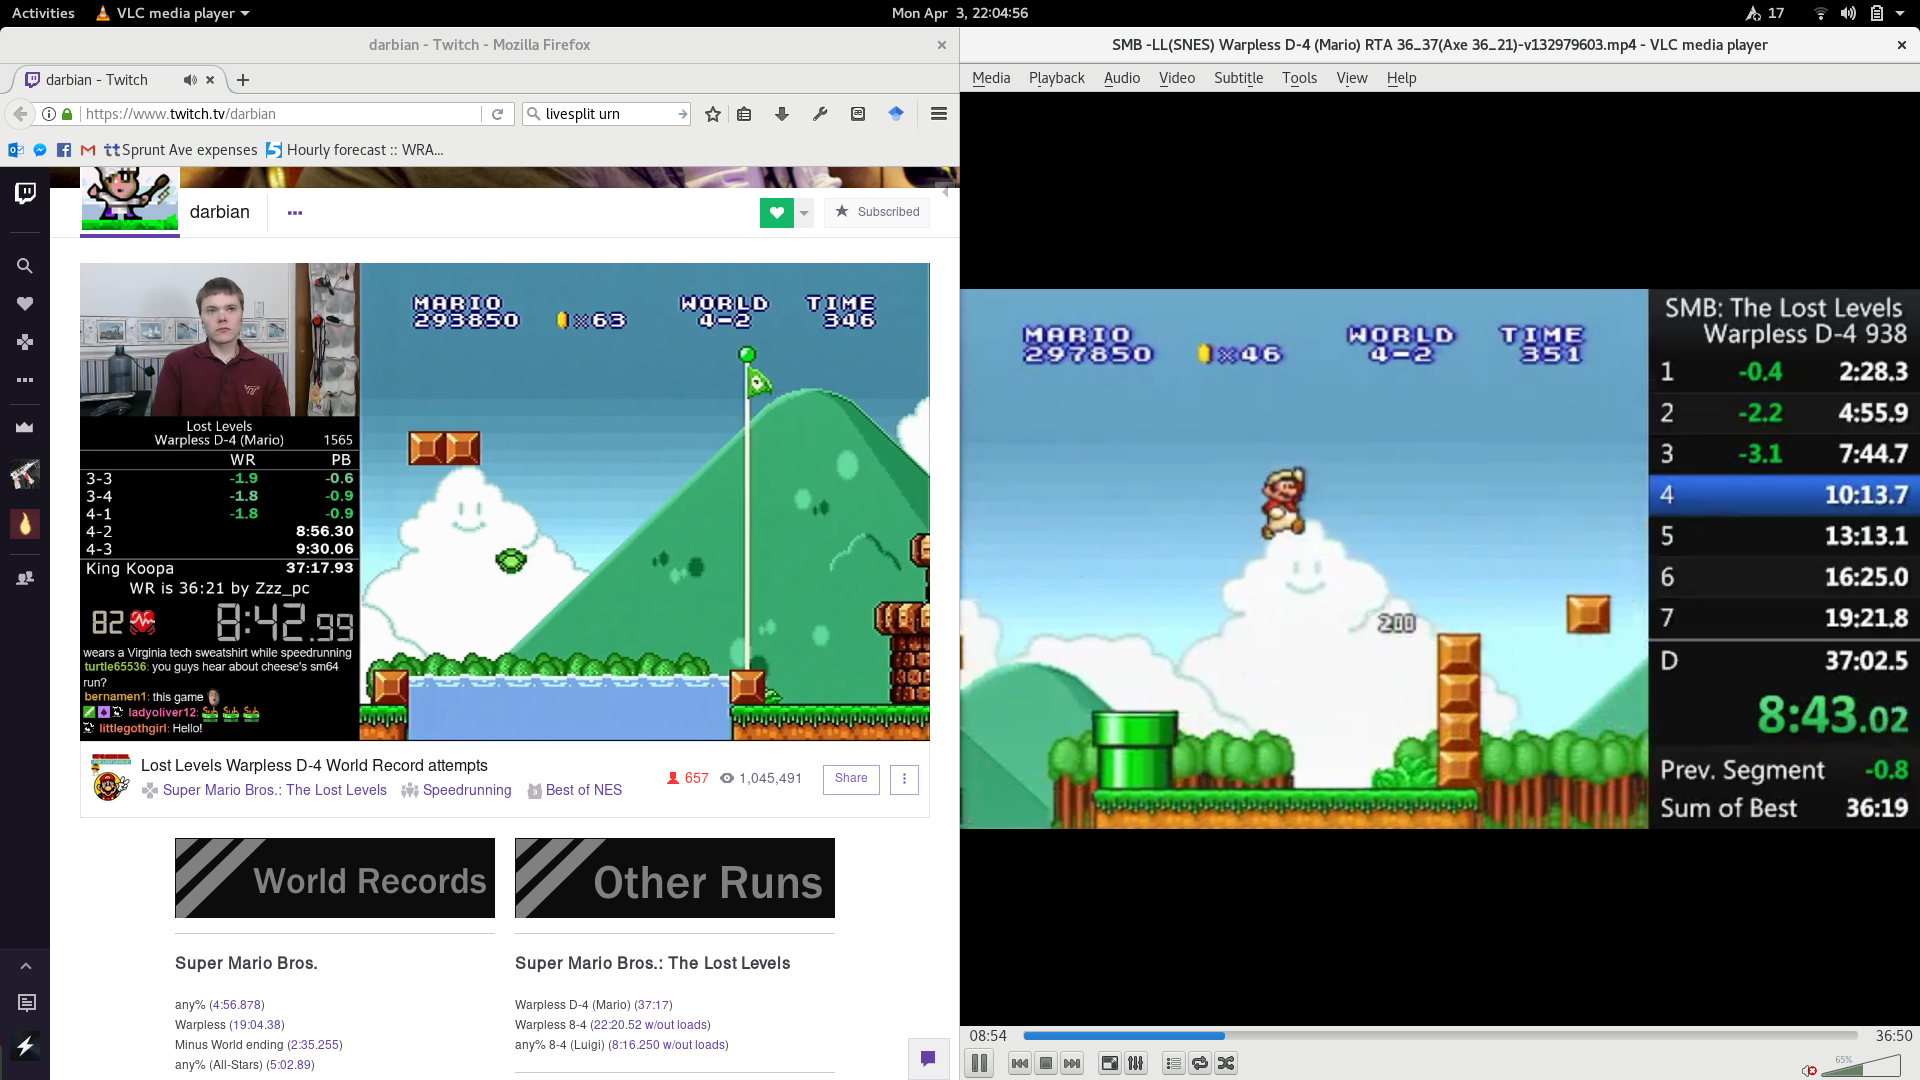 Activities
VLC media player
Mon Apr 3, 22:04:56
17
darbian - Twitch - Mozilla Firefox
darbian - Twitch
https://www.twitch.tv/darbian
livesplit urn
Sprunt Ave expenses
Hourly forecast :: WRA...
darbian
Subscribed
MARIO
293850
×63
WORLD
4-2
TIME
346
Lost Levels
Warpless D-4 (Mario) 1565
WR PB
3-3 -1.9 -0.6
3-4 -1.8 -0.9
4-1 -1.8 -0.9
4-2 8:56.30
4-3 9:30.06
King Koopa 37:17.93
WR is 36:21 by Zzz_pc
82
8:42.99
wears a Virginia tech sweatshirt while speedrunning
turtle65536: you guys hear about cheese's sm64
run?
bernamen1: this game
ladyoliver12:
littlegothgirl: Hello!
Lost Levels Warpless D-4 World Record attempts
Super Mario Bros.: The Lost Levels
Speedrunning
Best of NES
657
1,045,491
Share
World Records
Other Runs
Super Mario Bros.
any% (4:56.878)
Warpless (19:04.38)
Minus World ending (2:35.255)
any% (All-Stars) (5:02.89)
Super Mario Bros.: The Lost Levels
Warpless D-4 (Mario) (37:17)
Warpless 8-4 (22:20.52 w/out loads)
any% 8-4 (Luigi) (8:16.250 w/out loads)
SMB -LL(SNES) Warpless D-4 (Mario) RTA 36_37(Axe 36_21)-v132979603.mp4 - VLC media player
Media Playback Audio Video Subtitle Tools View Help
MARIO
297850
×46
WORLD
4-2
TIME
351
200
SMB: The Lost Levels
Warpless D-4 938
1 -0.4 2:28.3
2 -2.2 4:55.9
3 -3.1 7:44.7
4 10:13.7
5 13:13.1
6 16:25.0
7 19:21.8
D 37:02.5
8:43.02
Prev. Segment -0.8
Sum of Best 36:19
08:54
36:50
65%